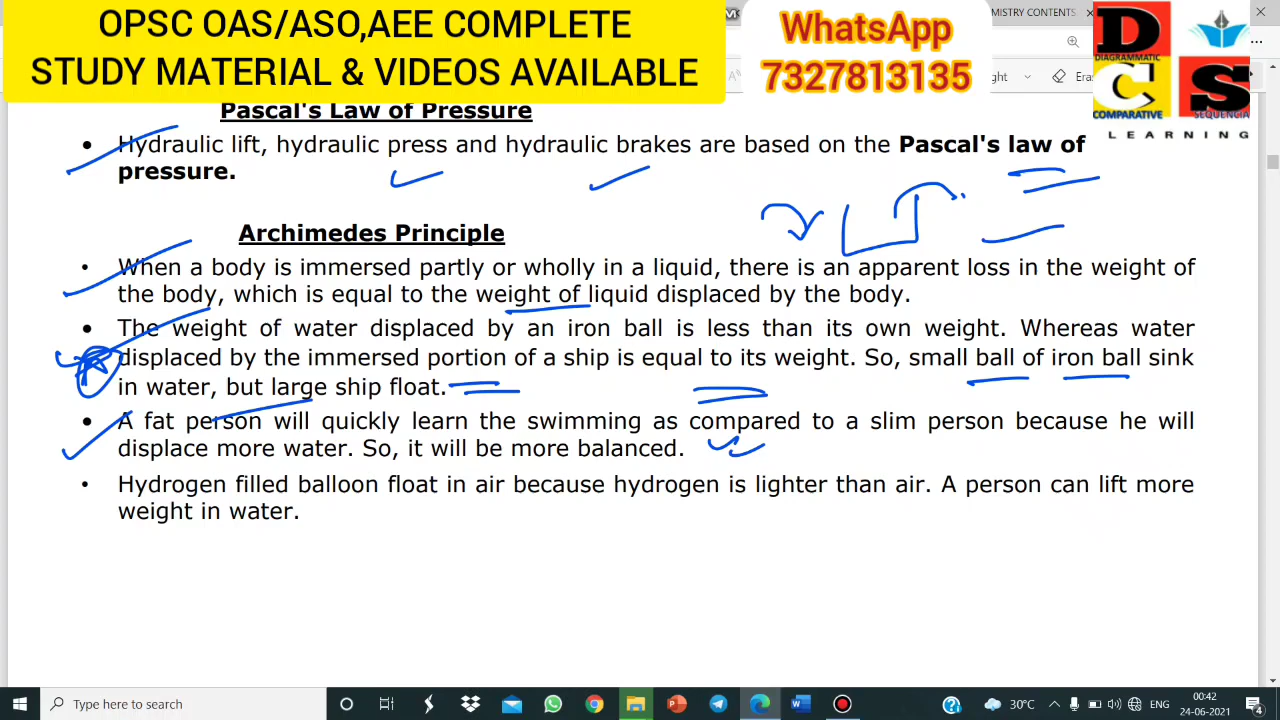 OPSC OAS/ASO,AEE COMPLETE
STUDY MATERIAL & VIDEOS AVAILABLE
WhatsApp
7327813135
MISTRY CONTENTS
D
DIAGRAMMATIC
C S
COMPARATIVE SEQUENCIA
LEARNING
ght
Era
Pascal's Law of Pressure
• Hydraulic lift, hydraulic press and hydraulic brakes are based on the Pascal's law of
pressure.
Archimedes Principle
• When a body is immersed partly or wholly in a liquid, there is an apparent loss in the weight of
the body, which is equal to the weight of liquid displaced by the body.
• The weight of water displaced by an iron ball is less than its own weight. Whereas water
displaced by the immersed portion of a ship is equal to its weight. So, small ball of iron ball sink
in water, but large ship float.
• A fat person will quickly learn the swimming as compared to a slim person because he will
displace more water. So, it will be more balanced.
• Hydrogen filled balloon float in air because hydrogen is lighter than air. A person can lift more
weight in water.
Type here to search
30°C
ENG
00:42
24-06-2021
4